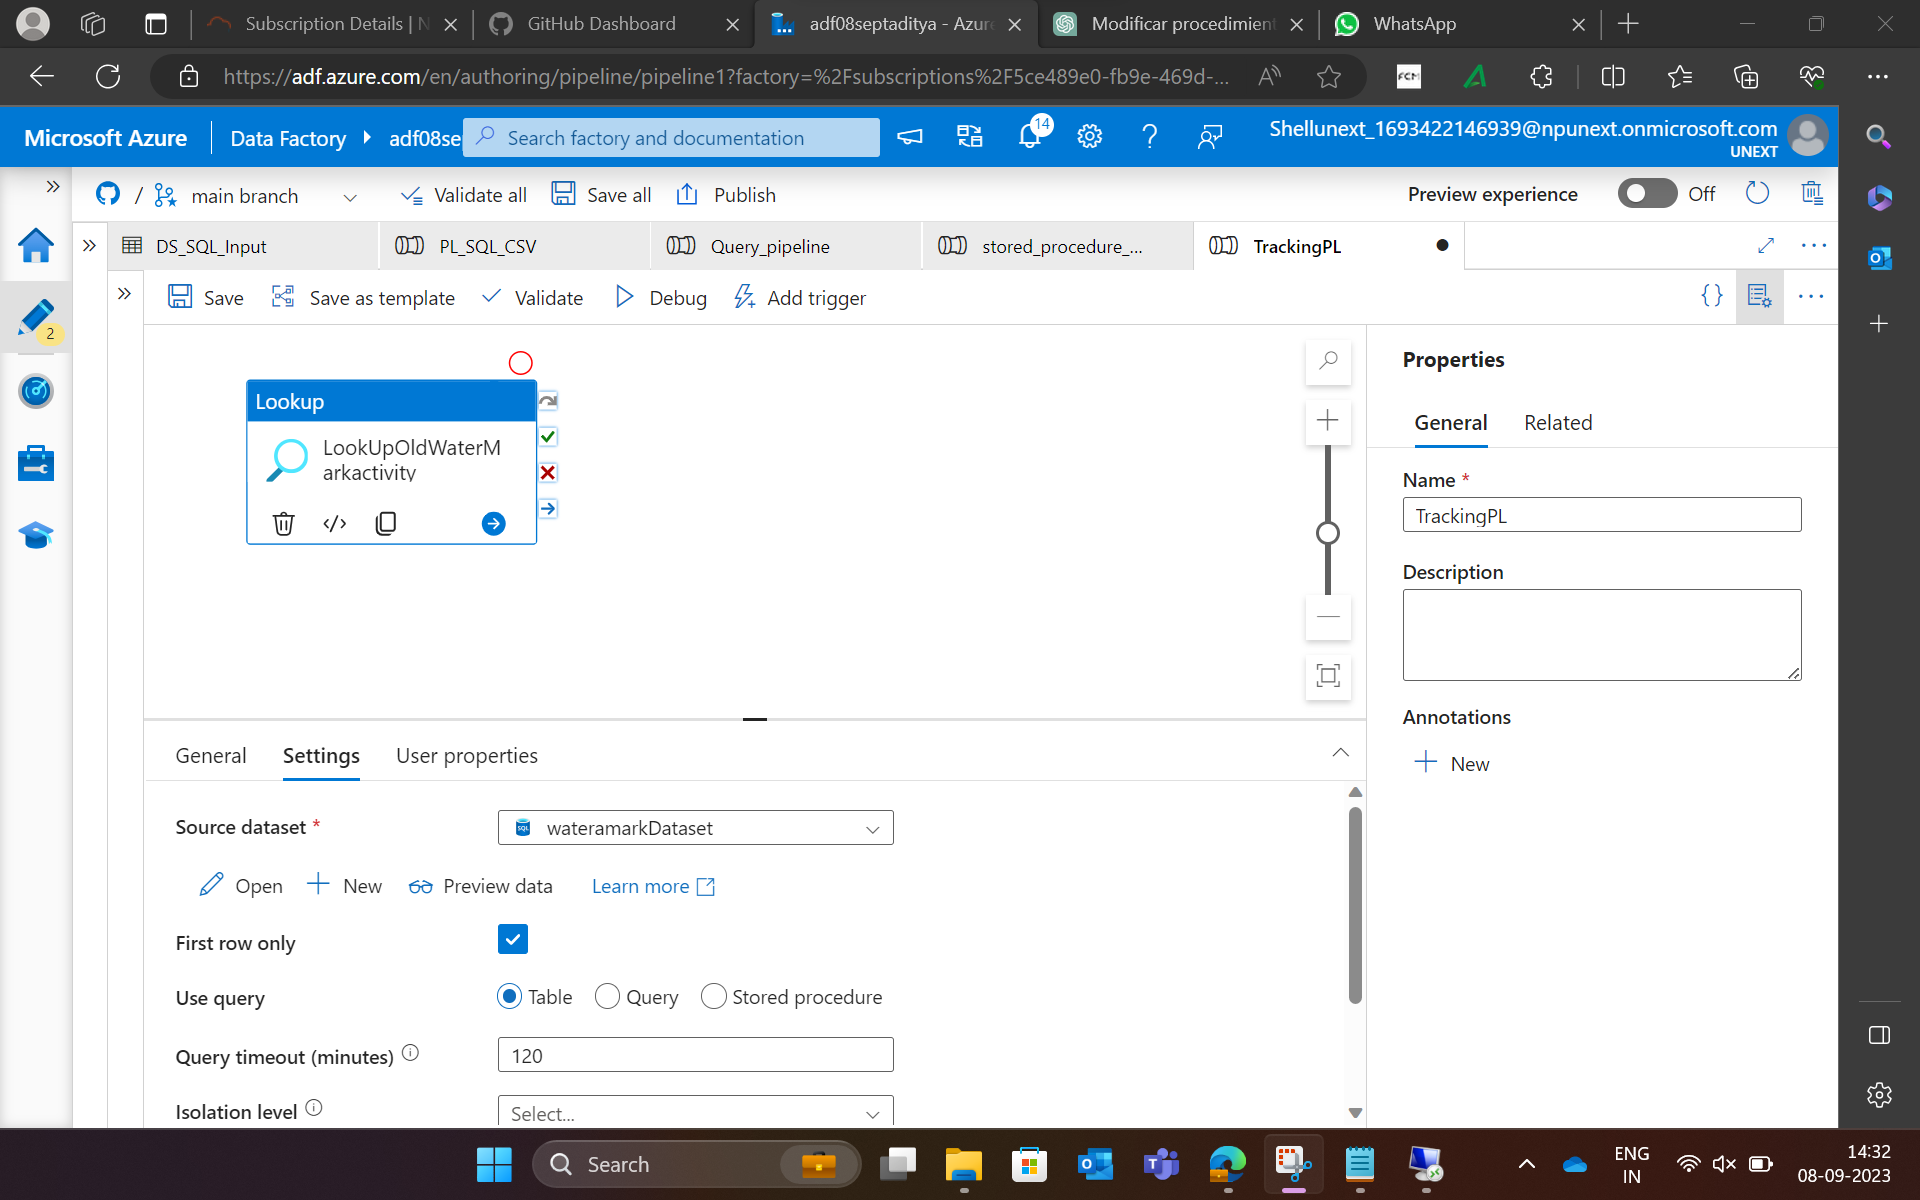 Subscription Details | N
GitHub Dashboard
adf08septaditya - Azure
Modificar procedimient
WhatsApp
https://adf.azure.com/en/authoring/pipeline/pipeline1?factory=%2Fsubscriptions%2F5ce489e0-fb9e-469d-...
FCM
Microsoft Azure
Data Factory
adf08se
Search factory and documentation
14
Shellunext_1693422146939@npunext.onmicrosoft.com
UNEXT
/
main branch
Validate all
Save all
Publish
Preview experience
Off
DS_SQL_Input
PL_SQL_CSV
Query_pipeline
stored_procedure_...
TrackingPL
Save
Save as template
Validate
Debug
Add trigger
2
Lookup
LookUpOldWaterM
arkactivity
Properties
General
Related
Name *
TrackingPL
Description
Annotations
New
General
Settings
User properties
Source dataset *
SQL
wateramarkDataset
Open
New
Preview data
Learn more
First row only
Use query
Table
Query
Stored procedure
Query timeout (minutes)
120
Isolation level
Select...
Search
ENG
IN
14:32
08-09-2023